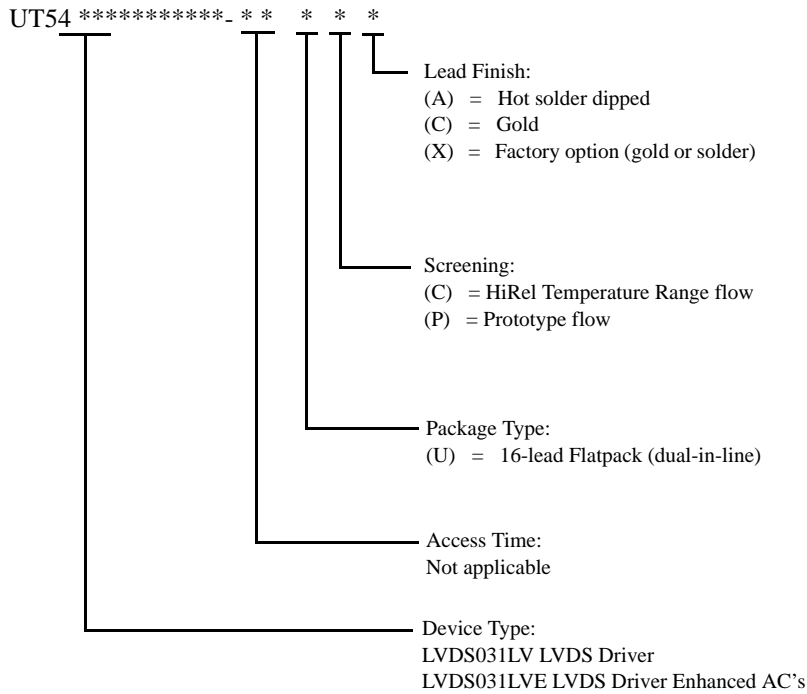 UT54 ***********- * * * * *
Lead Finish:
(A) = Hot solder dipped
(C) = Gold
(X) = Factory option (gold or solder)
Screening:
(C) = HiRel Temperature Range flow
(P) = Prototype flow
Package Type:
(U) = 16-lead Flatpack (dual-in-line)
Access Time:
Not applicable
Device Type:
LVDS031LV LVDS Driver
LVDS031LVE LVDS Driver Enhanced AC's